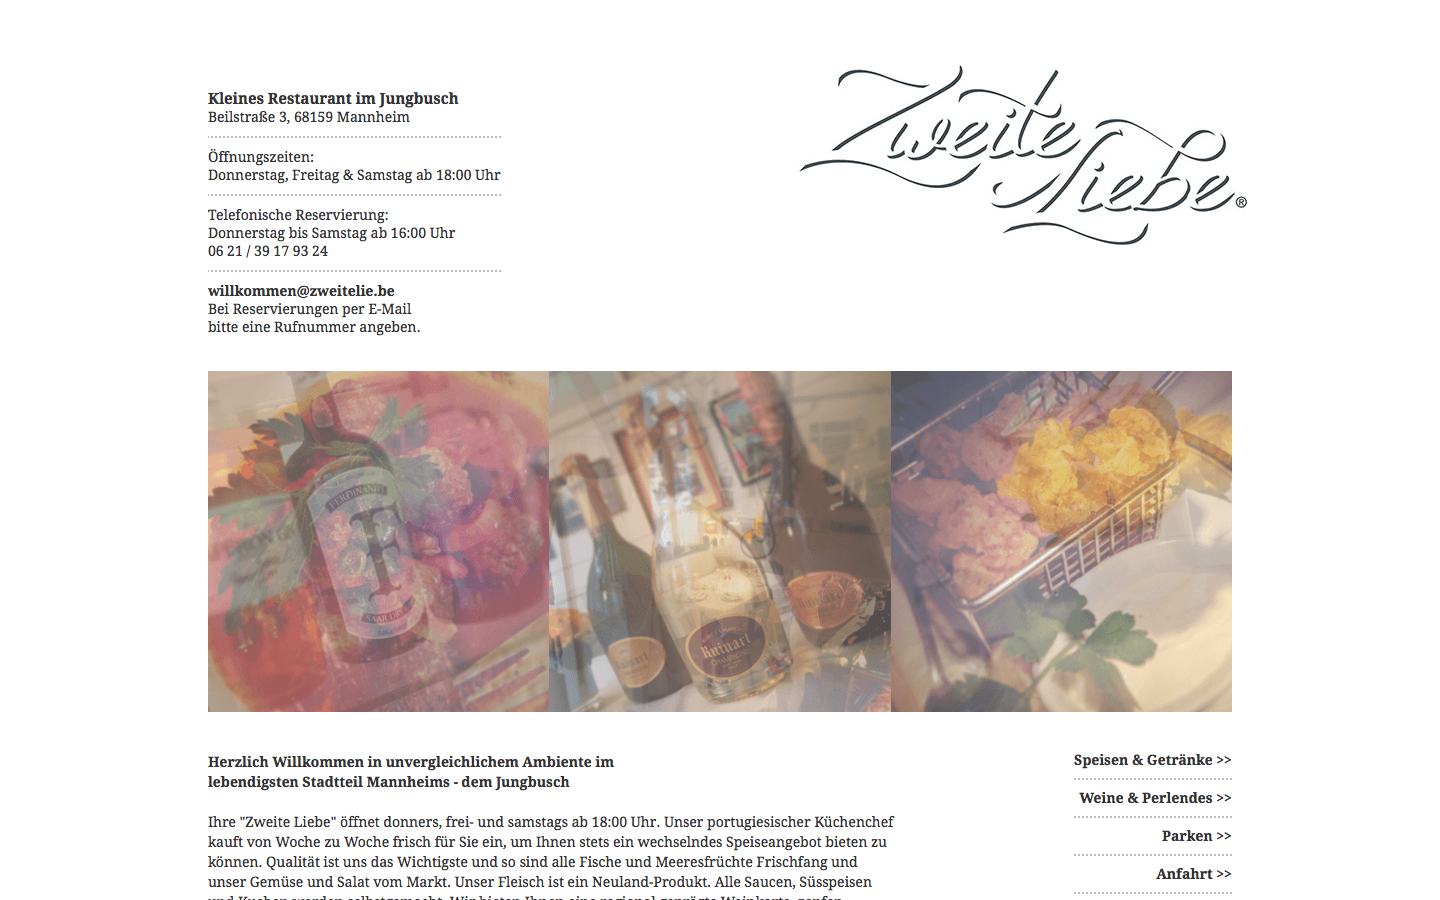 Kleines Restaurant im Jungbusch
Beilstraße 3, 68159 Mannheim
Öffnungszeiten:
Donnerstag, Freitag & Samstag ab 18:00 Uhr
Telefonische Reservierung:
Donnerstag bis Samstag ab 16:00 Uhr
06 21 / 39 17 93 24
willkommen@zweitelie.be
Bei Reservierungen per E-Mail
bitte eine Rufnummer angeben.
Zweite
Liebe®
FERDINAND'S
Ruinart
Ruinart
CHAMPAGNE
Herzlich Willkommen in unvergleichlichem Ambiente im
lebendigsten Stadtteil Mannheims - dem Jungbusch
Ihre "Zweite Liebe" öffnet donners, frei- und samstags ab 18:00 Uhr. Unser portugiesischer Küchenchef
kauft von Woche zu Woche frisch für Sie ein, um Ihnen stets ein wechselndes Speiseangebot bieten zu
können. Qualität ist uns das Wichtigste und so sind alle Fische und Meeresfrüchte Frischfang und
unser Gemüse und Salat vom Markt. Unser Fleisch ist ein Neuland-Produkt. Alle Saucen, Süsspeisen
Speisen & Getränke >>
Weine & Perlendes >>
Parken >>
Anfahrt >>